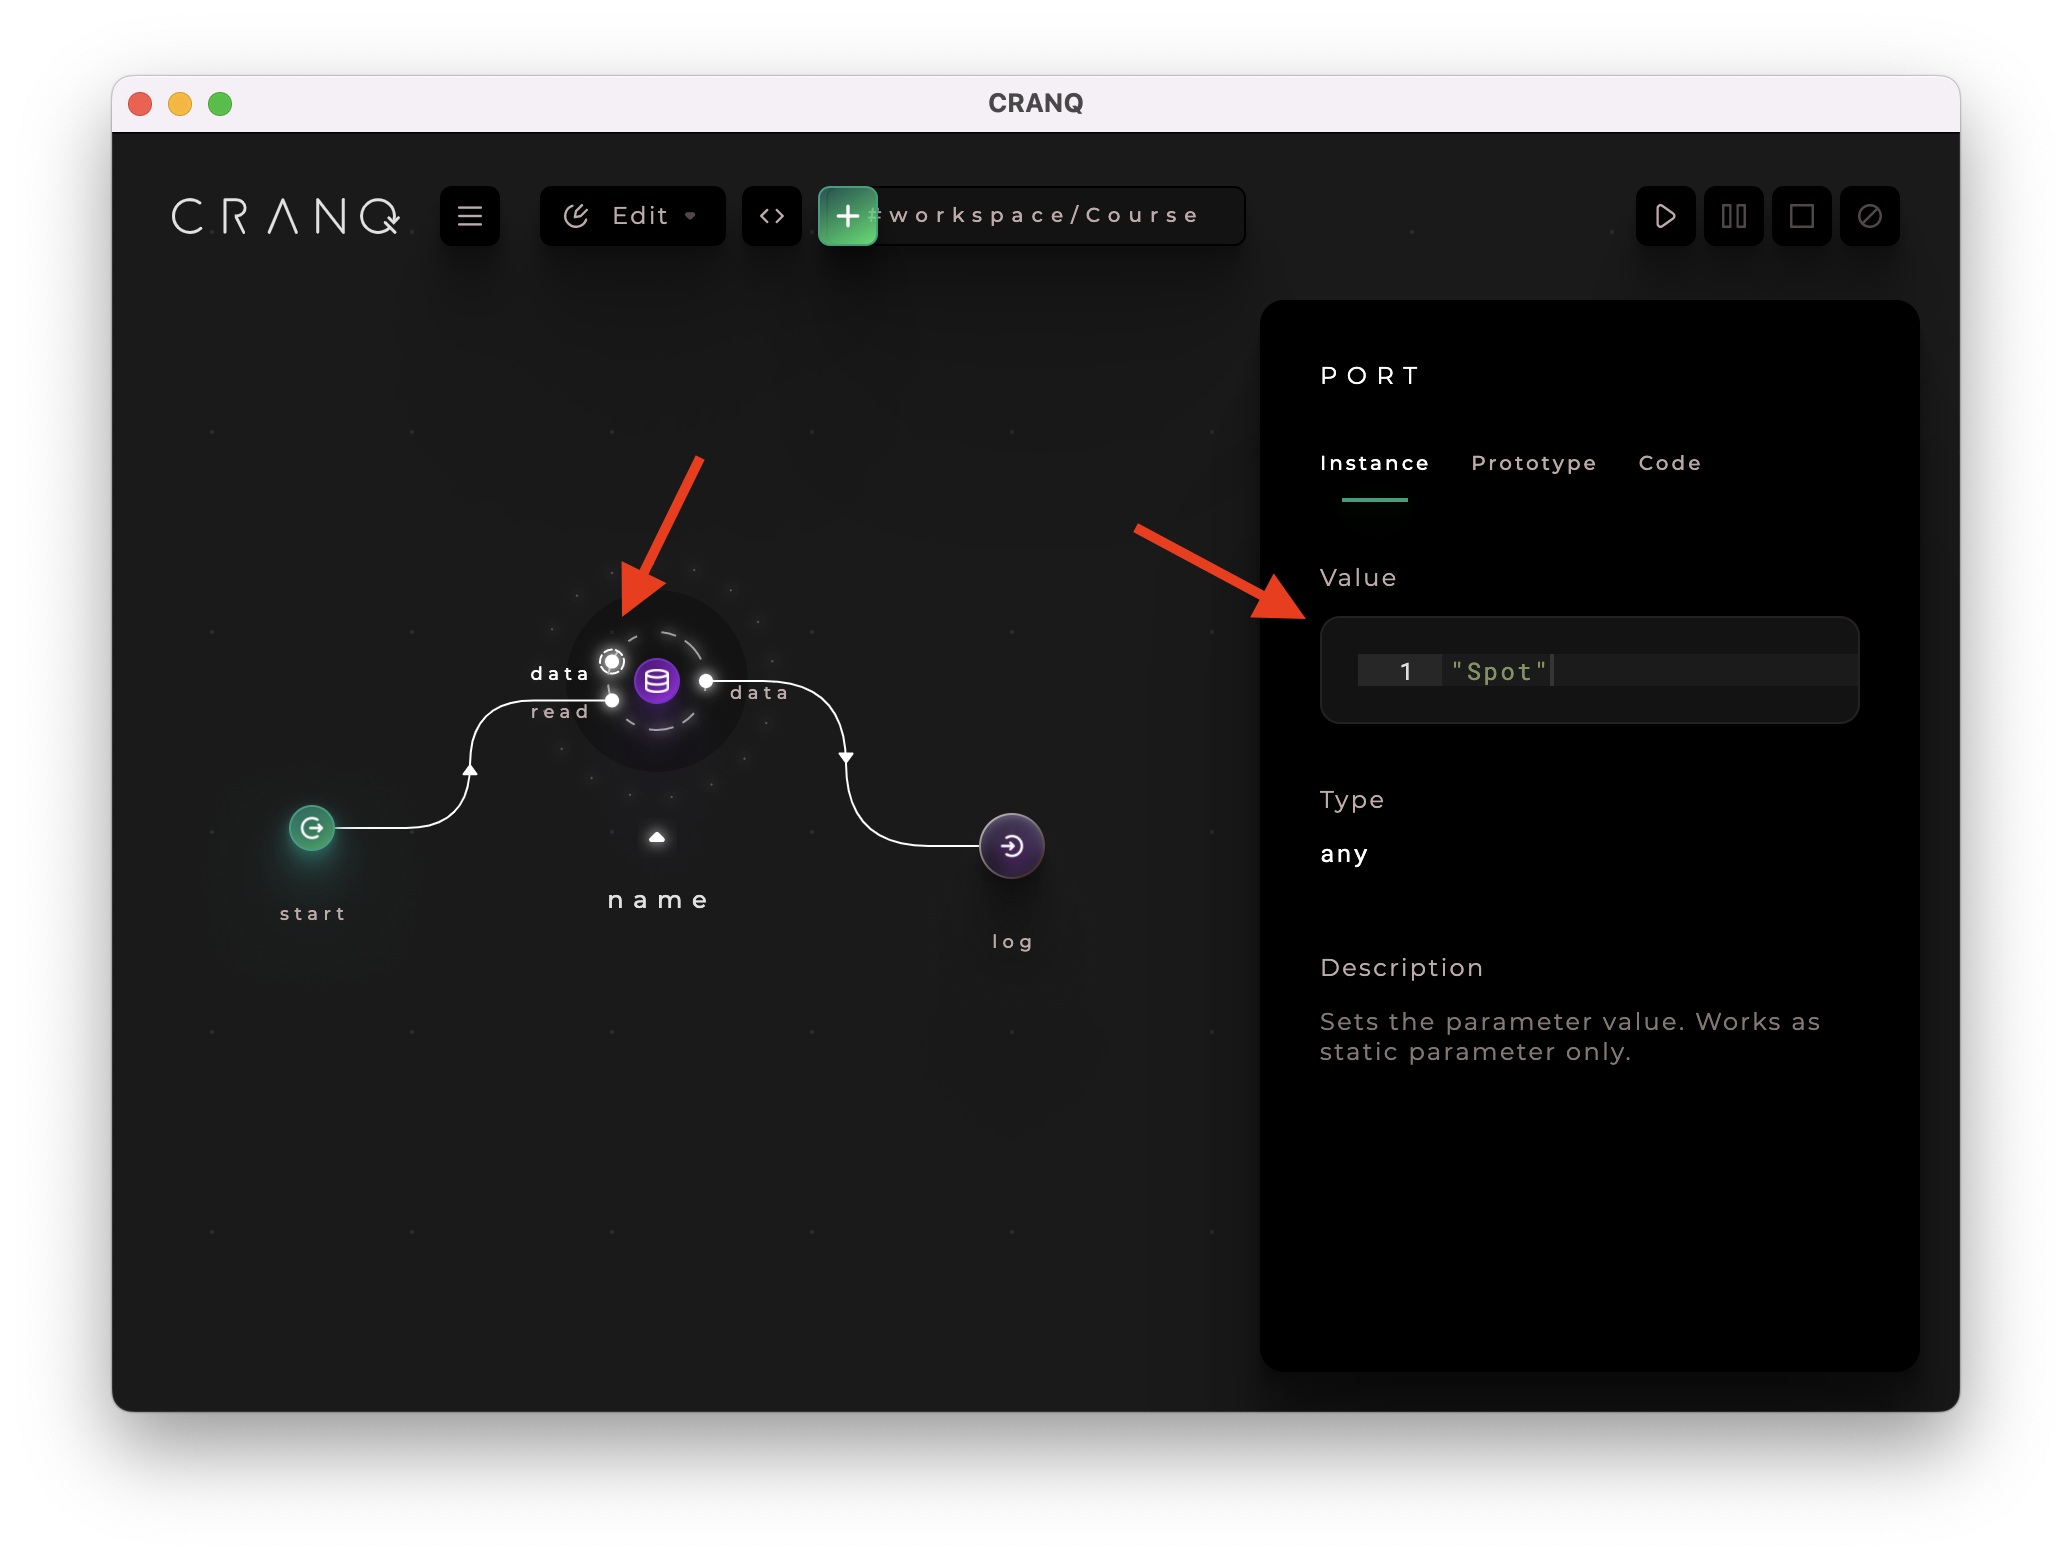 CRANQ
CRANQ
Edit
#workspace/Course
PORT
Instance Prototype Code
Value
1 "Spot"
data
read
data
Type
any
name
start
log
Description
Sets the parameter value. Works as
static parameter only.